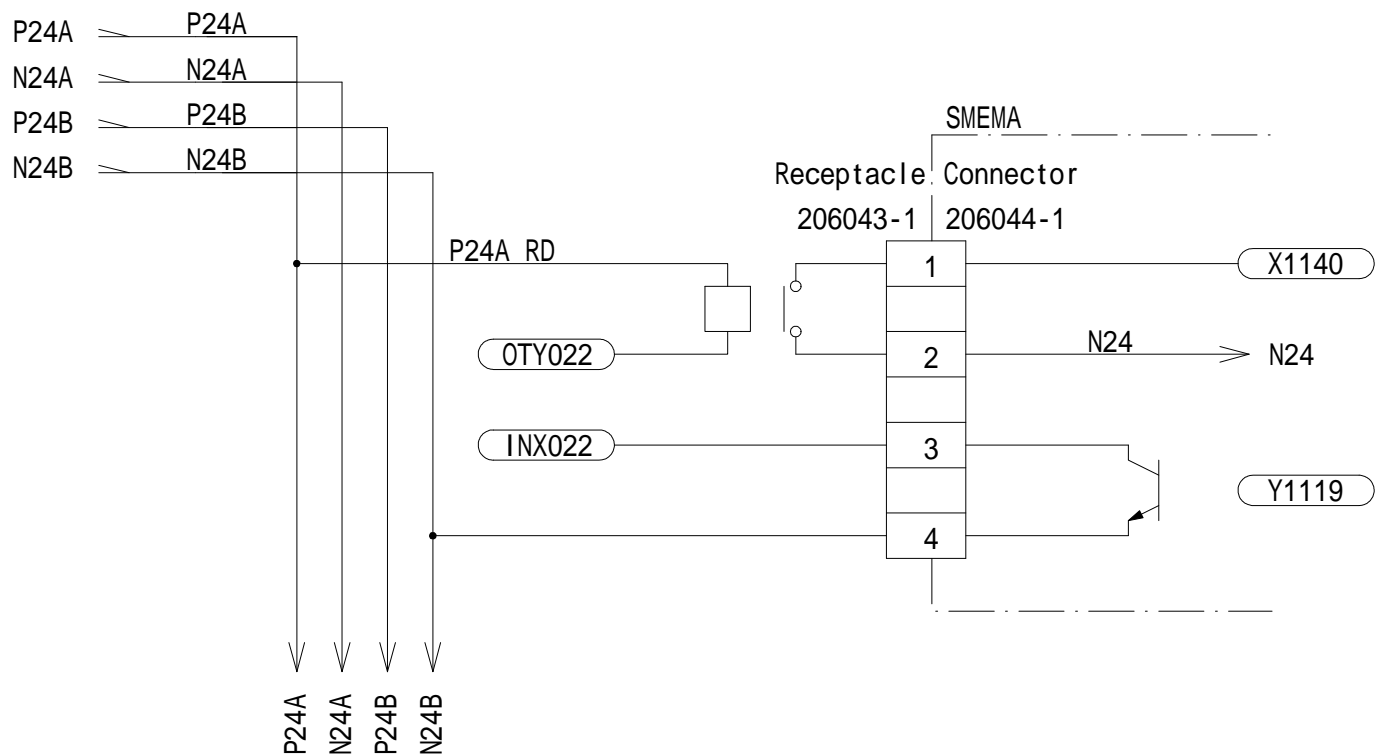 P24A P24A
N24A N24A
P24B P24B
N24B N24B
SMEMA
Receptacle Connector
206043-1 206044-1
P24A RD
1
X1140
OTY022
2
N24
N24
INX022
3
Y1119
4
P24A
N24A
P24B
N24B